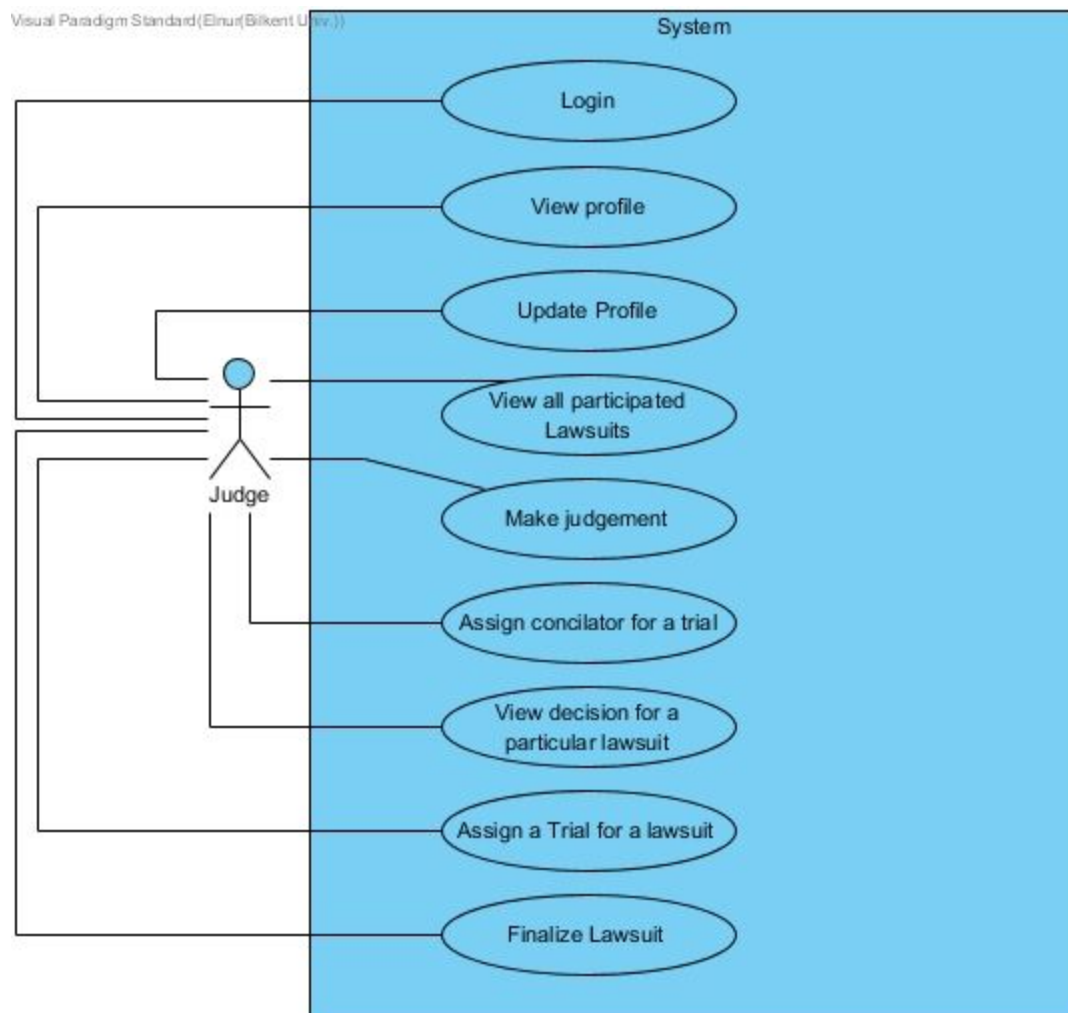 Visual Paradigm Standard(Elnur(Bilkent Univ.))
System
Login
View profile
Update Profile
View all participated
Lawsuits
Judge
Make judgement
Assign concilator for a trial
View decision for a
particular lawsuit
Assign a Trial for a lawsuit
Finalize Lawsuit